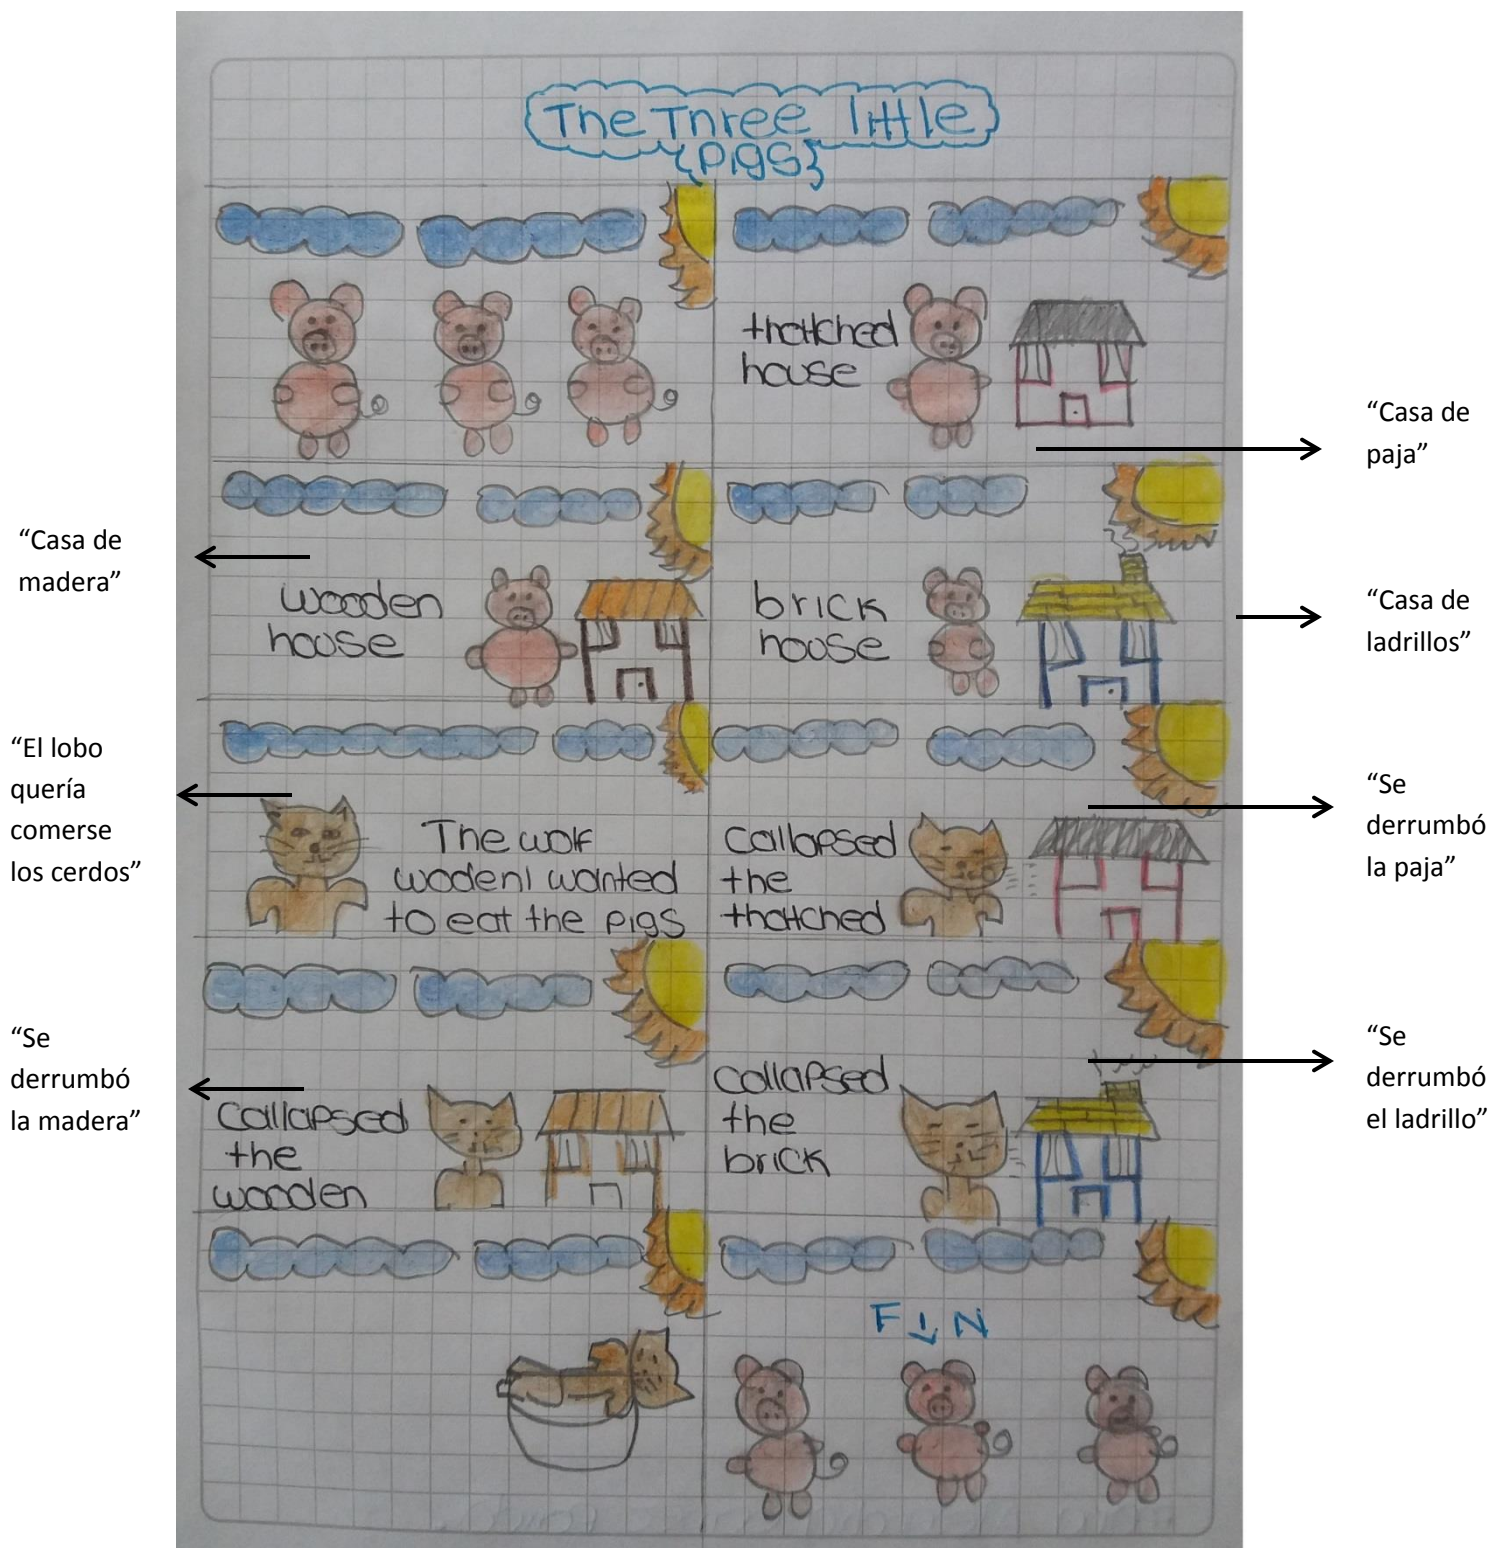 The Three little
{PIGS}
thatched
house
“Casa de
paja”
“Casa de
madera”
wooden
house
brick
house
“Casa de
ladrillos”
“El lobo
quería
comerse
los cerdos”
The wolf
wodenl wanted
to eat the pigs
Callapsed
the
thatched
“Se
derrumbó
la paja”
“Se
derrumbó
la madera”
Callapsed
the
wooden
Collapsed
the
brick
“Se
derrumbó
el ladrillo”
FIN